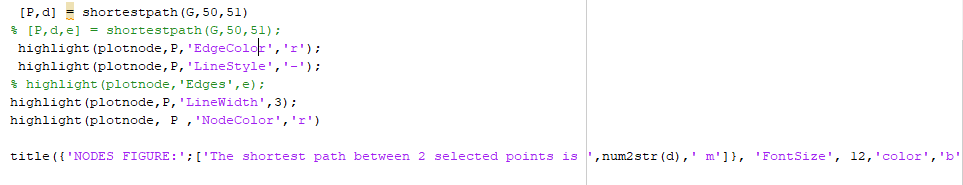 [P,d] = shortestpath(G,50,51)
% [P,d,e] = shortestpath(G,50,51);
highlight(plotnode,P,'EdgeColor','r');
highlight(plotnode,P,'LineStyle','-');
% highlight(plotnode,'Edges',e);
highlight(plotnode,P,'LineWidth',3);
highlight(plotnode, P ,'NodeColor','r')
title({'NODES FIGURE:';['The shortest path between 2 selected points is ',num2str(d),' m']}, 'FontSize', 12,'color','b'